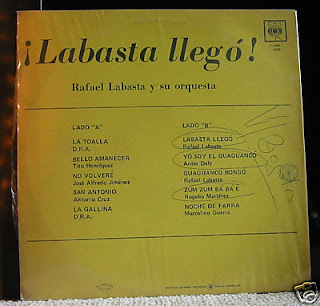 CBS
¡Labasta llegó!
Rafael Labasta y su orquesta
LADO "A"
LA TOALLA
D.R.A.
BELLO AMANECER
Tito Henríquez
NO VOLVERE
José Alfredo Jiménez
SAN ANTONIO
Antonio Cruz
LA GALLINA
D.R.A.
LADO "B"
LABASTA LLEGO
Rafael Labasta
YO SOY EL GUAGUANCO
Antar Daly
GUAGUANCO BONGO
Rafael Labasta
ZUM ZUM BA BA E
Rogelio Martínez
NOCHE DE FARRA
Marcelino Guerra